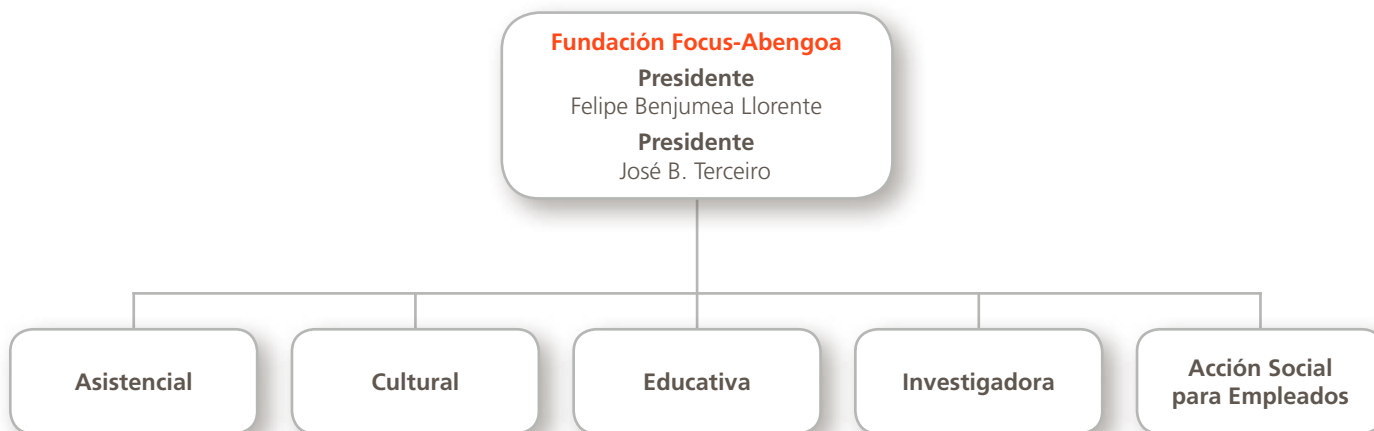 Fundación Focus-Abengoa
Presidente
Felipe Benjumea Llorente
Presidente
José B. Terceiro
Asistencial
Cultural
Educativa
Investigadora
Acción Social
para Empleados